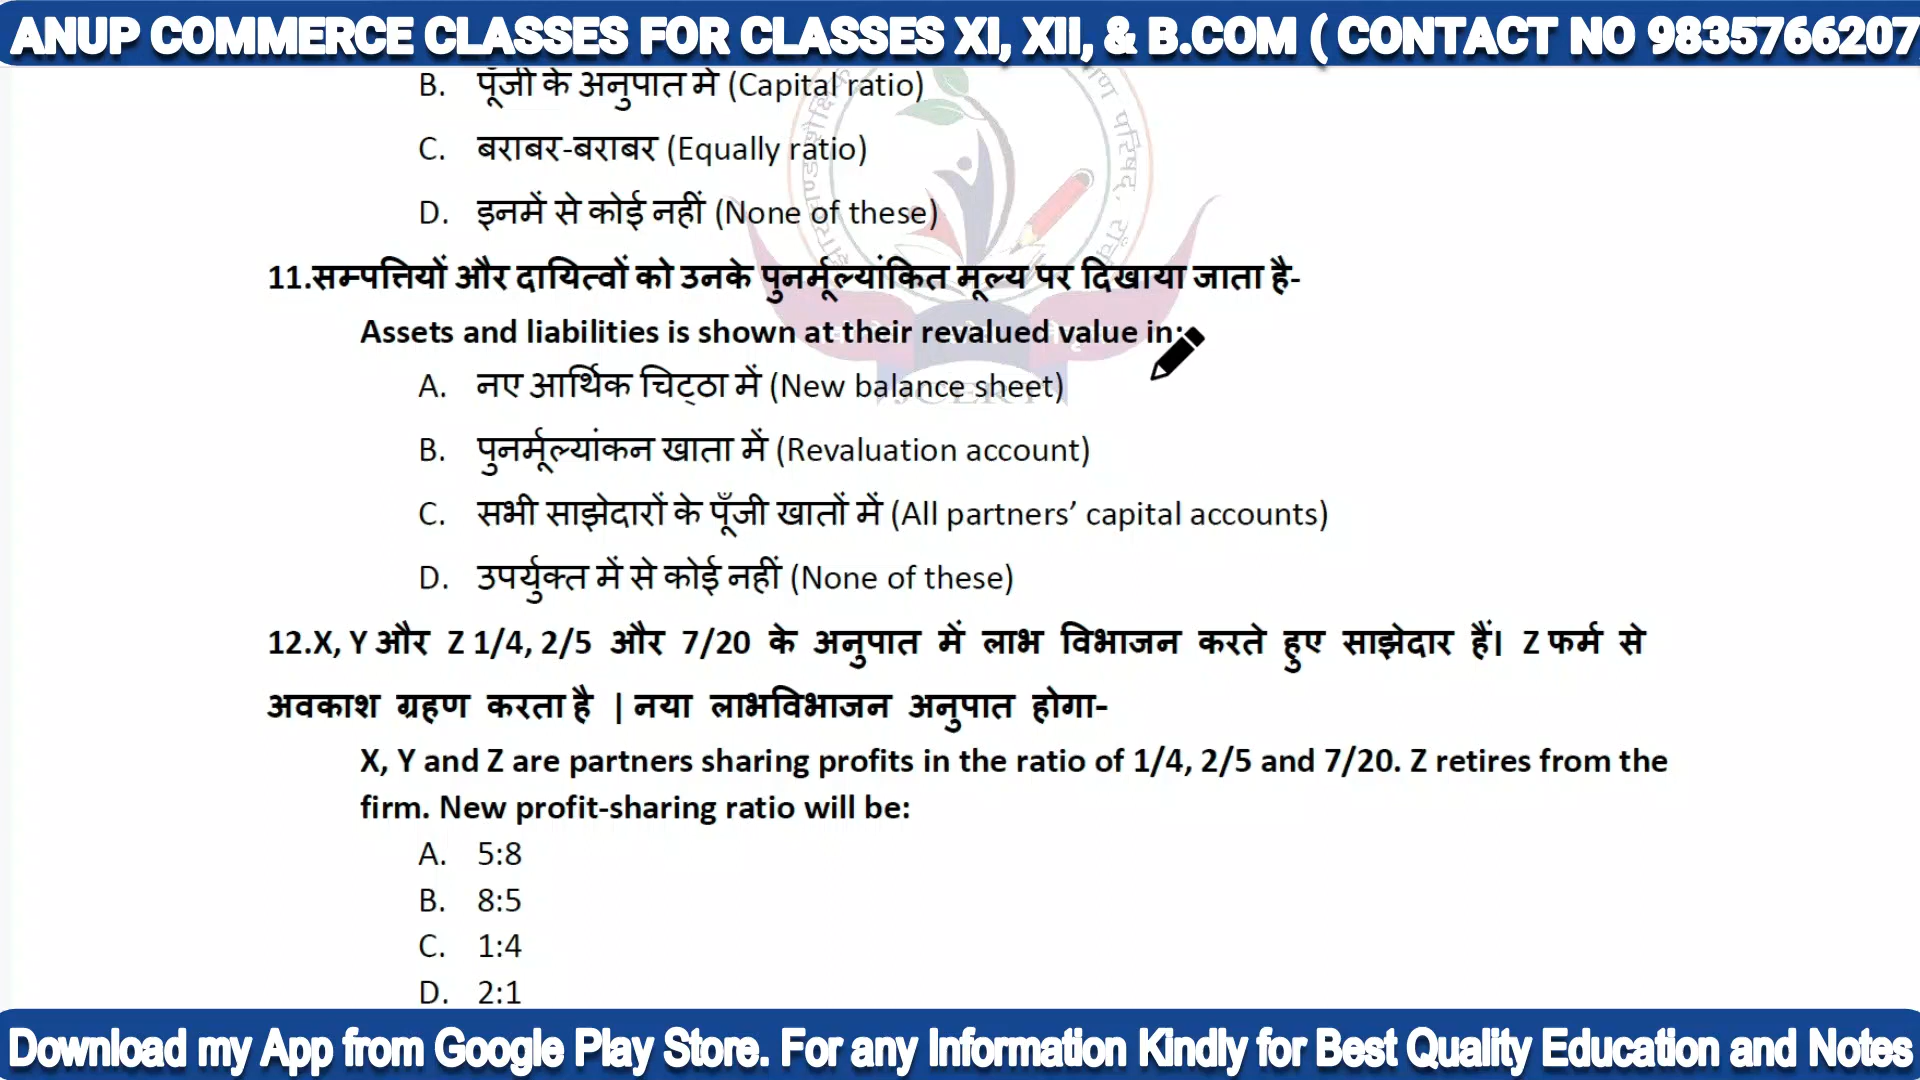 ANUP COMMERCE CLASSES FOR CLASSES XI, XII, & B.COM ( CONTACT NO 9835766207
B. पूँजी के अनुपात में (Capital ratio)
C. बराबर-बराबर (Equally ratio)
D. इनमें से कोई नहीं (None of these)
11.सम्पत्तियों और दायित्वों को उनके पुनर्मूल्यांकित मूल्य पर दिखाया जाता है-
Assets and liabilities is shown at their revalued value in:
A. नए आर्थिक चिट्ठा में (New balance sheet)
JCERT
B. पुनर्मूल्यांकन खाता में (Revaluation account)
C. सभी साझेदारों के पूँजी खातों में (All partners’ capital accounts)
D. उपर्युक्त में से कोई नहीं (None of these)
12.X, Y और Z 1/4, 2/5 और 7/20 के अनुपात में लाभ विभाजन करते हुए साझेदार हैं। Z फर्म से
अवकाश ग्रहण करता है | नया लाभविभाजन अनुपात होगा-
X, Y and Z are partners sharing profits in the ratio of 1/4, 2/5 and 7/20. Z retires from the
firm. New profit-sharing ratio will be:
A. 5:8
B. 8:5
C. 1:4
D. 2:1
Download my App from Google Play Store. For any Information Kindly for Best Quality Education and Notes